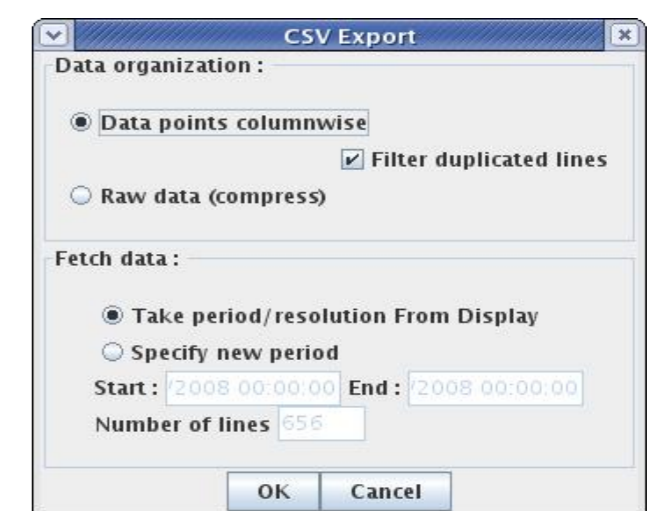 CSV Export
Data organization :
Data points columnwise
Filter duplicated lines
Raw data (compress)
Fetch data :
Take period/resolution From Display
Specify new period
Start : /2008 00:00:00 End : /2008 00:00:00
Number of lines 656
OK Cancel